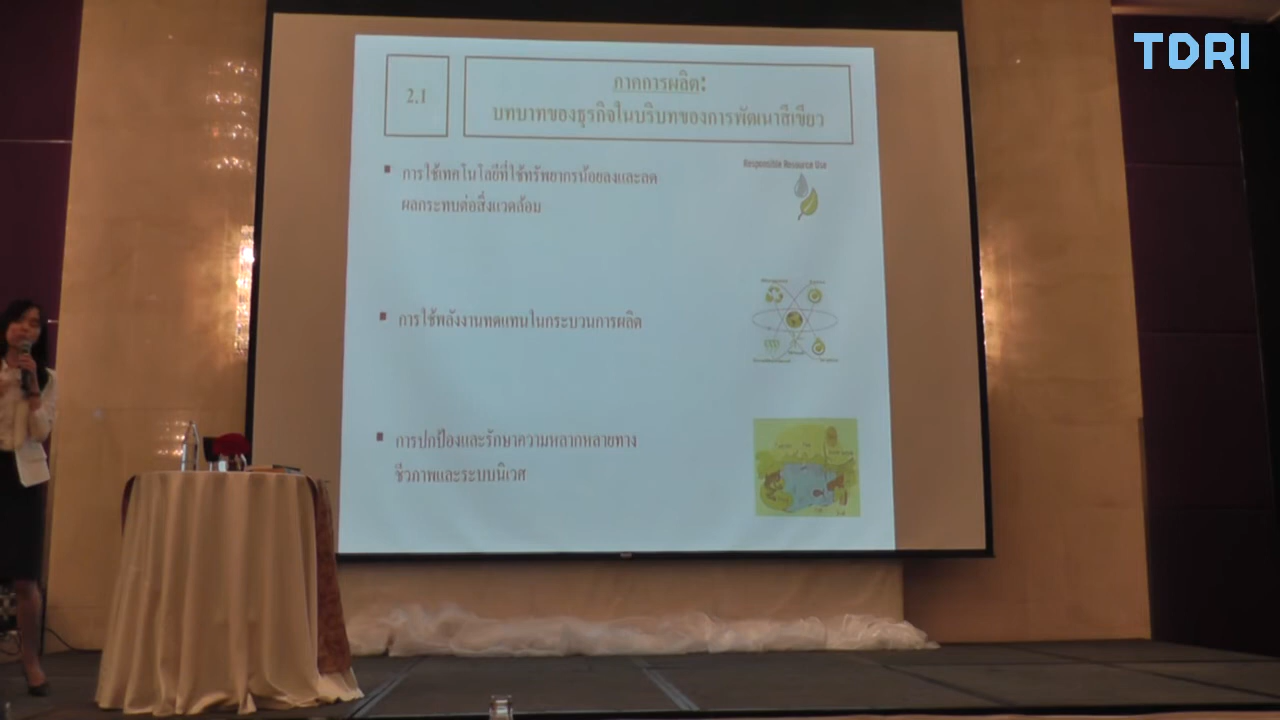 TDRI
2.1
ภาคการผลิต:
บทบาทของธุรกิจในบริบทของการพัฒนาสีเขียว
การใช้เทคโนโลยีที่ใช้ทรัพยากรน้อยลงและลด
ผลกระทบต่อสิ่งแวดล้อม
Responsible Resource Use
การใช้พลังงานทดแทนในกระบวนการผลิต
การปกป้องและรักษาความหลากหลายทาง
ชีวภาพและระบบนิเวศ